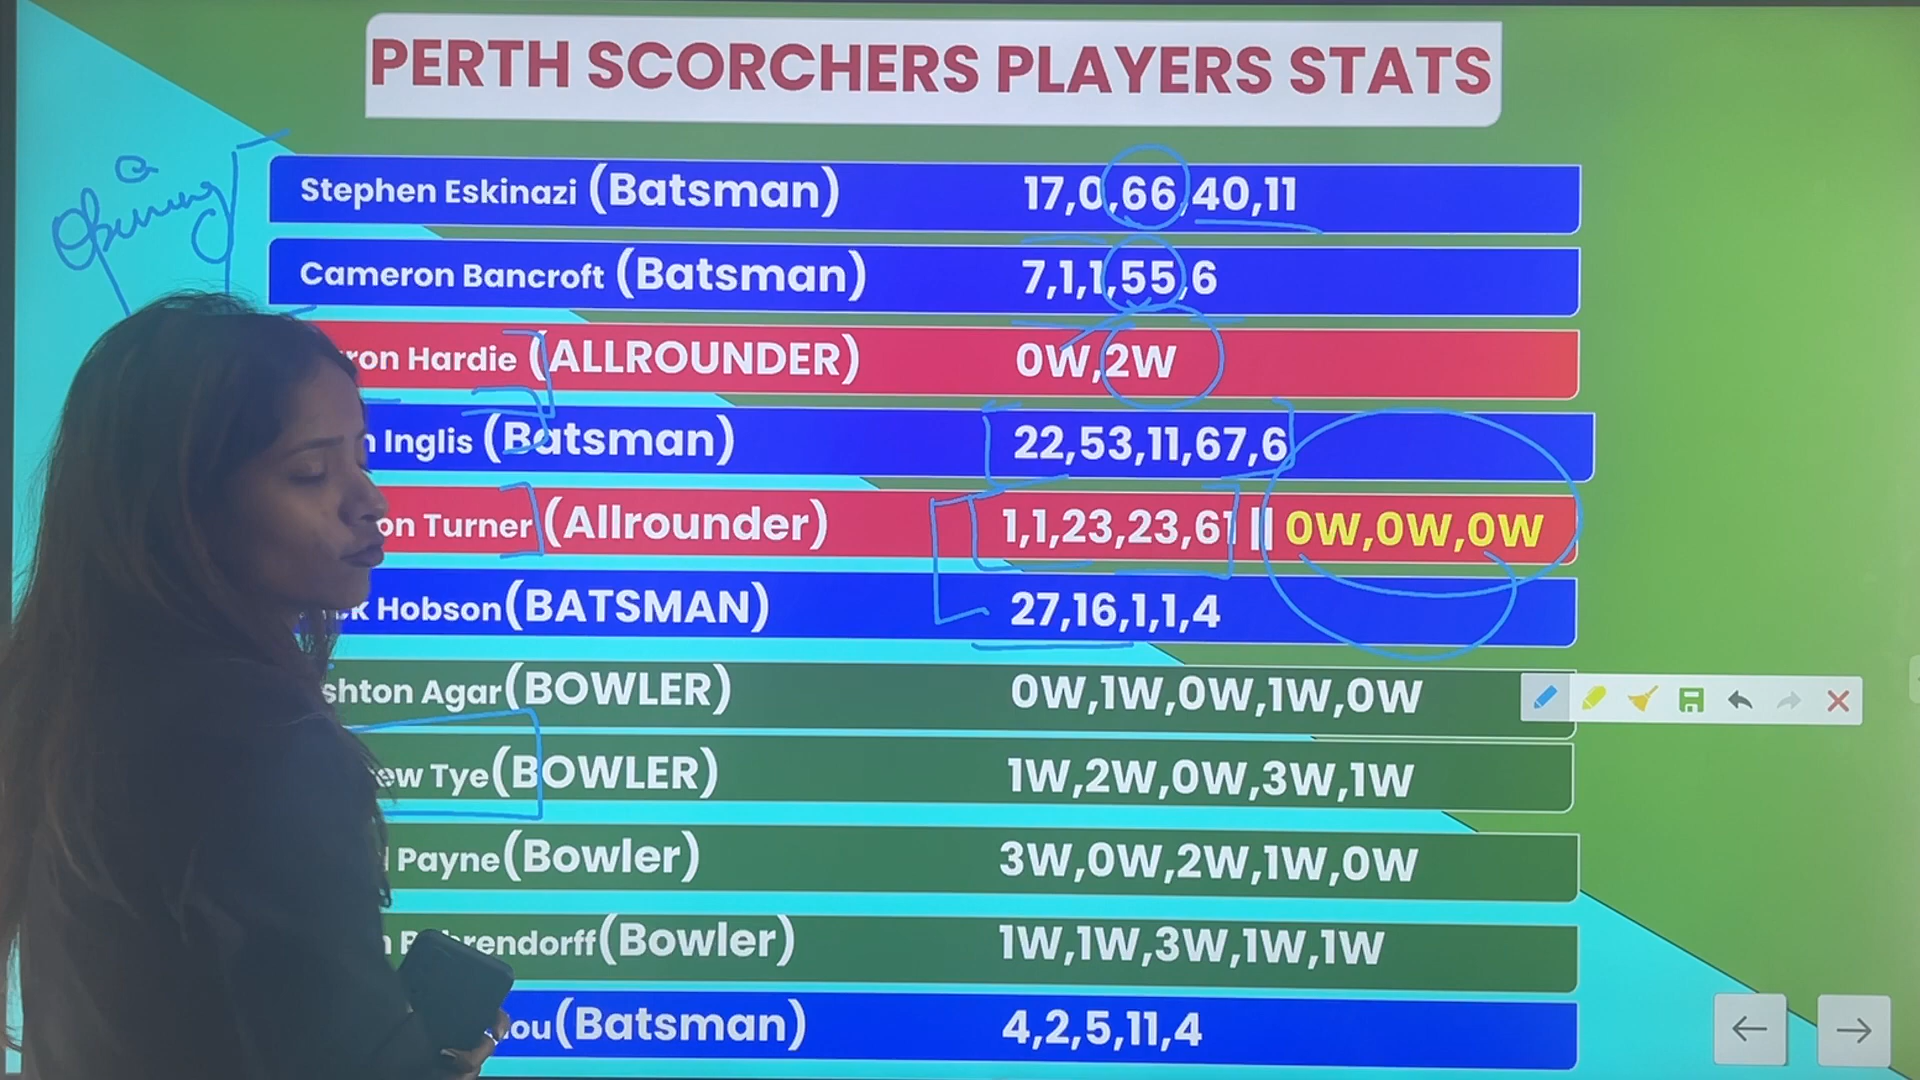 PERTH SCORCHERS PLAYERS STATS
Opening
Stephen Eskinazi (Batsman) 17,0,66,40,11
Cameron Bancroft (Batsman) 7,1,1,55,6
ron Hardie (ALLROUNDER) 0W,2W
Inglis (Batsman) 22,53,11,67,6
on Turner (Allrounder) 1,1,23,23,61 || 0W,0W,0W
k Hobson (BATSMAN) 27,16,1,1,4
shton Agar (BOWLER) 0W,1W,0W,1W,0W
ew Tye (BOWLER) 1W,2W,0W,3W,1W
Payne (Bowler) 3W,0W,2W,1W,0W
rendorff (Bowler) 1W,1W,3W,1W,1W
ou (Batsman) 4,2,5,11,4